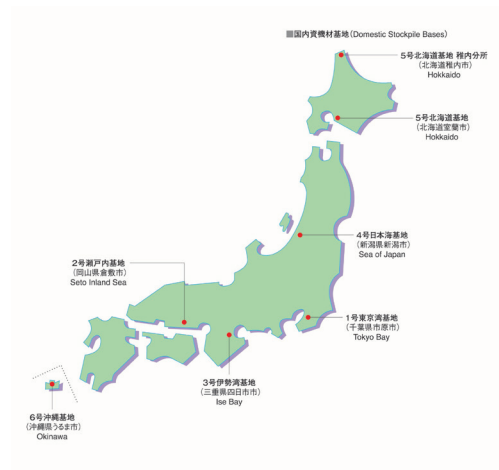 ■国内資機材基地(Domestic Stockpile Bases)
5号北海道基地 稚内分所
(北海道稚内市)
Hokkaido
5号北海道基地
(北海道室蘭市)
Hokkaido
4号日本海基地
(新潟県新潟市)
Sea of Japan
2号瀬戸内基地
(岡山県倉敷市)
Seto Inland Sea
1号東京湾基地
(千葉県市原市)
Tokyo Bay
3号伊勢湾基地
(三重県四日市市)
Ise Bay
6号沖縄基地
(沖縄県うるま市)
Okinawa